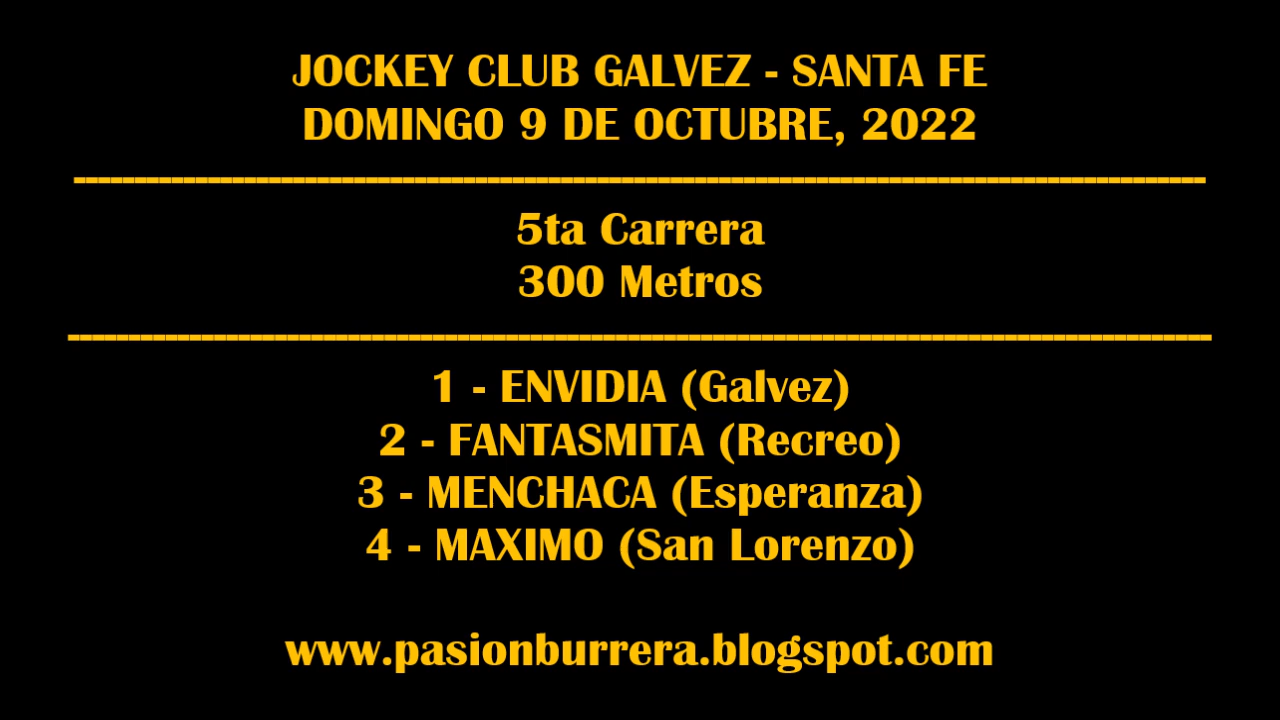 JOCKEY CLUB GALVEZ - SANTA FE
DOMINGO 9 DE OCTUBRE, 2022
5ta Carrera
300 Metros
1 - ENVIDIA (Galvez)
2 - FANTASMITA (Recreo)
3 - MENCHACA (Esperanza)
4 - MAXIMO (San Lorenzo)
www.pasionburrera.blogspot.com